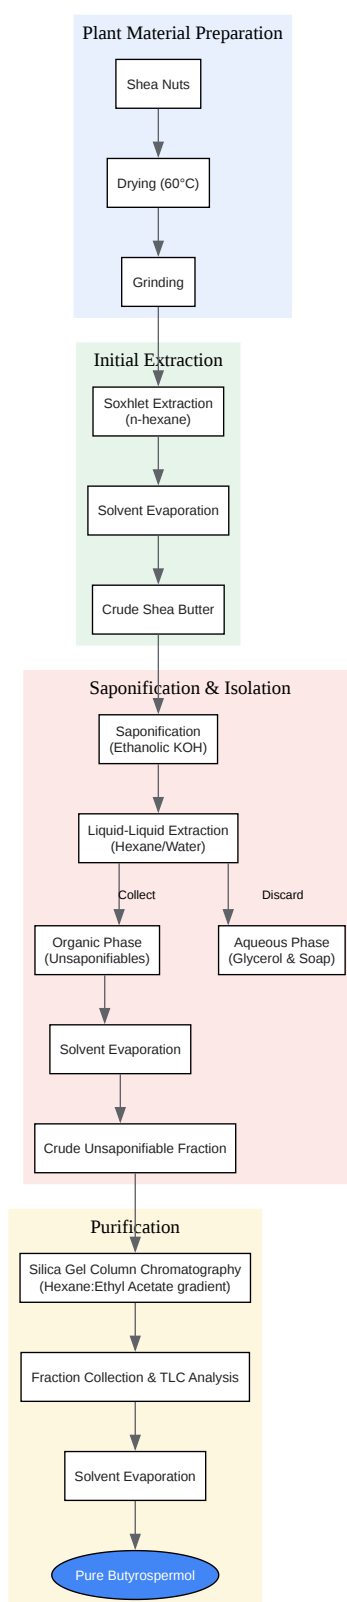 Plant Material Preparation
Shea Nuts
Drying (60°C)
Grinding
Initial Extraction
Soxhlet Extraction
(n-hexane)
Solvent Evaporation
Crude Shea Butter
Saponification & Isolation
Saponification
(Ethanolic KOH)
Liquid-Liquid Extraction
(Hexane/Water)
Collect
Discard
Organic Phase
(Unsaponifiables)
Aqueous Phase
(Glycerol & Soap)
Solvent Evaporation
Crude Unsaponifiable Fraction
Purification
Silica Gel Column Chromatography
(Hexane:Ethyl Acetate gradient)
Fraction Collection & TLC Analysis
Solvent Evaporation
Pure Butyrospermol